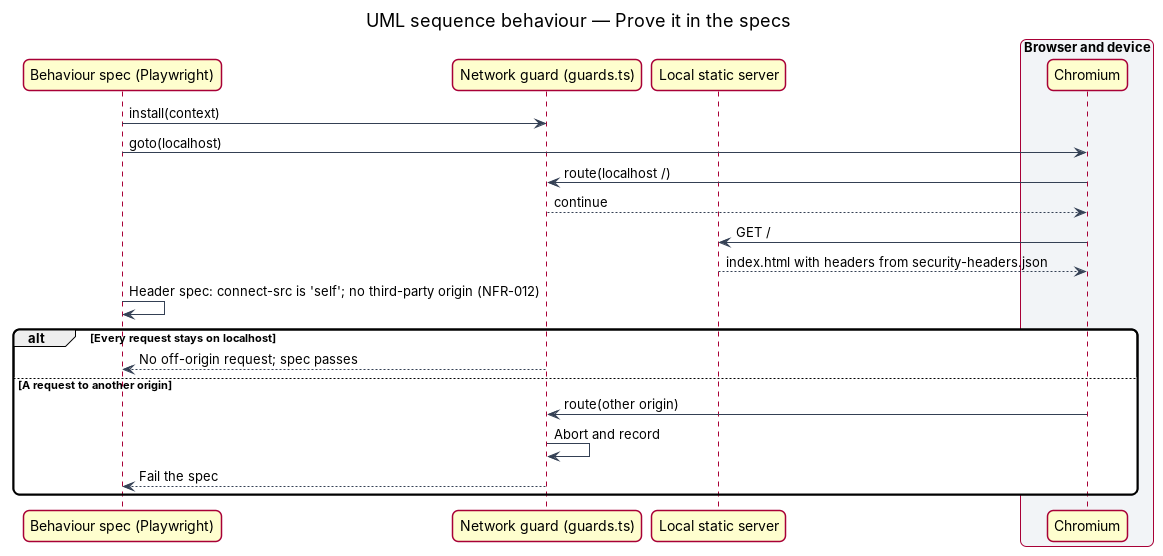 UML sequence behaviour — Prove it in the specs
Browser and device
Behaviour spec (Playwright)
Network guard (guards.ts)
Local static server
Chromium
install(context)
goto(localhost)
route(localhost /)
continue
GET /
index.html with headers from security-headers.json
Header spec: connect-src is 'self'; no third-party origin (NFR-012)
alt
[Every request stays on localhost]
No off-origin request; spec passes
[A request to another origin]
route(other origin)
Abort and record
Fail the spec
Behaviour spec (Playwright)
Network guard (guards.ts)
Local static server
Chromium